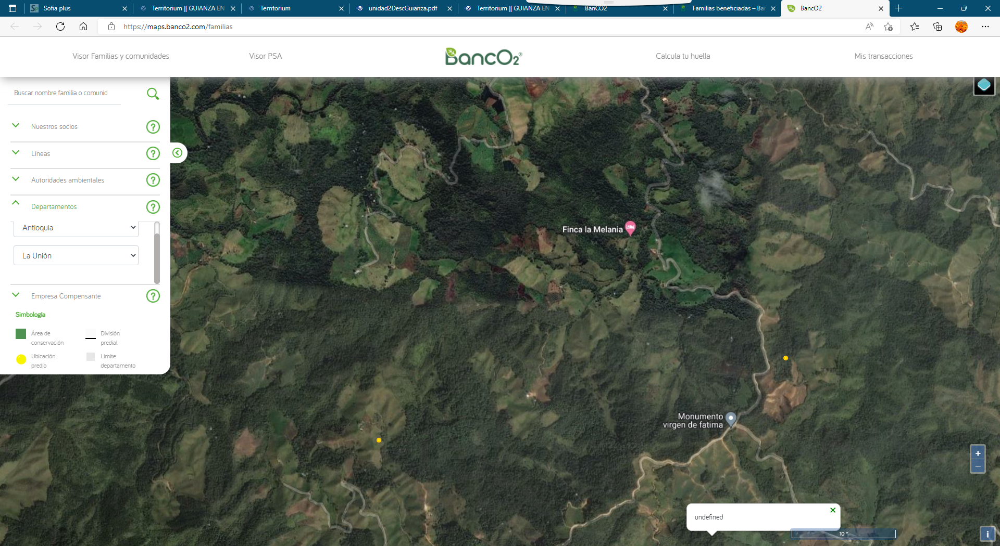 Sofia plus
Territorium || GUIANZA EN
Territorium
unidad2DescGuianza.pdf
Territorium || GUIANZA EN
BanCO2
Familias beneficiadas – Ban
BancO2
https://maps.banco2.com/familias
Visor Familias y comunidades
Visor PSA
BancO2®
Calcula tu huella
Mis transacciones
Buscar nombre familia o comunid
Nuestros socios
?
Líneas
?
Autoridades ambientales
?
Departamentos
?
Antioquia
La Unión
Empresa Compensante
?
Simbología
Área de
conservación
División
predial
Ubicación
predio
Límite
departamento
Finca la Melania
Monumento
virgen de fatima
+
–
undefined
10 ″
i